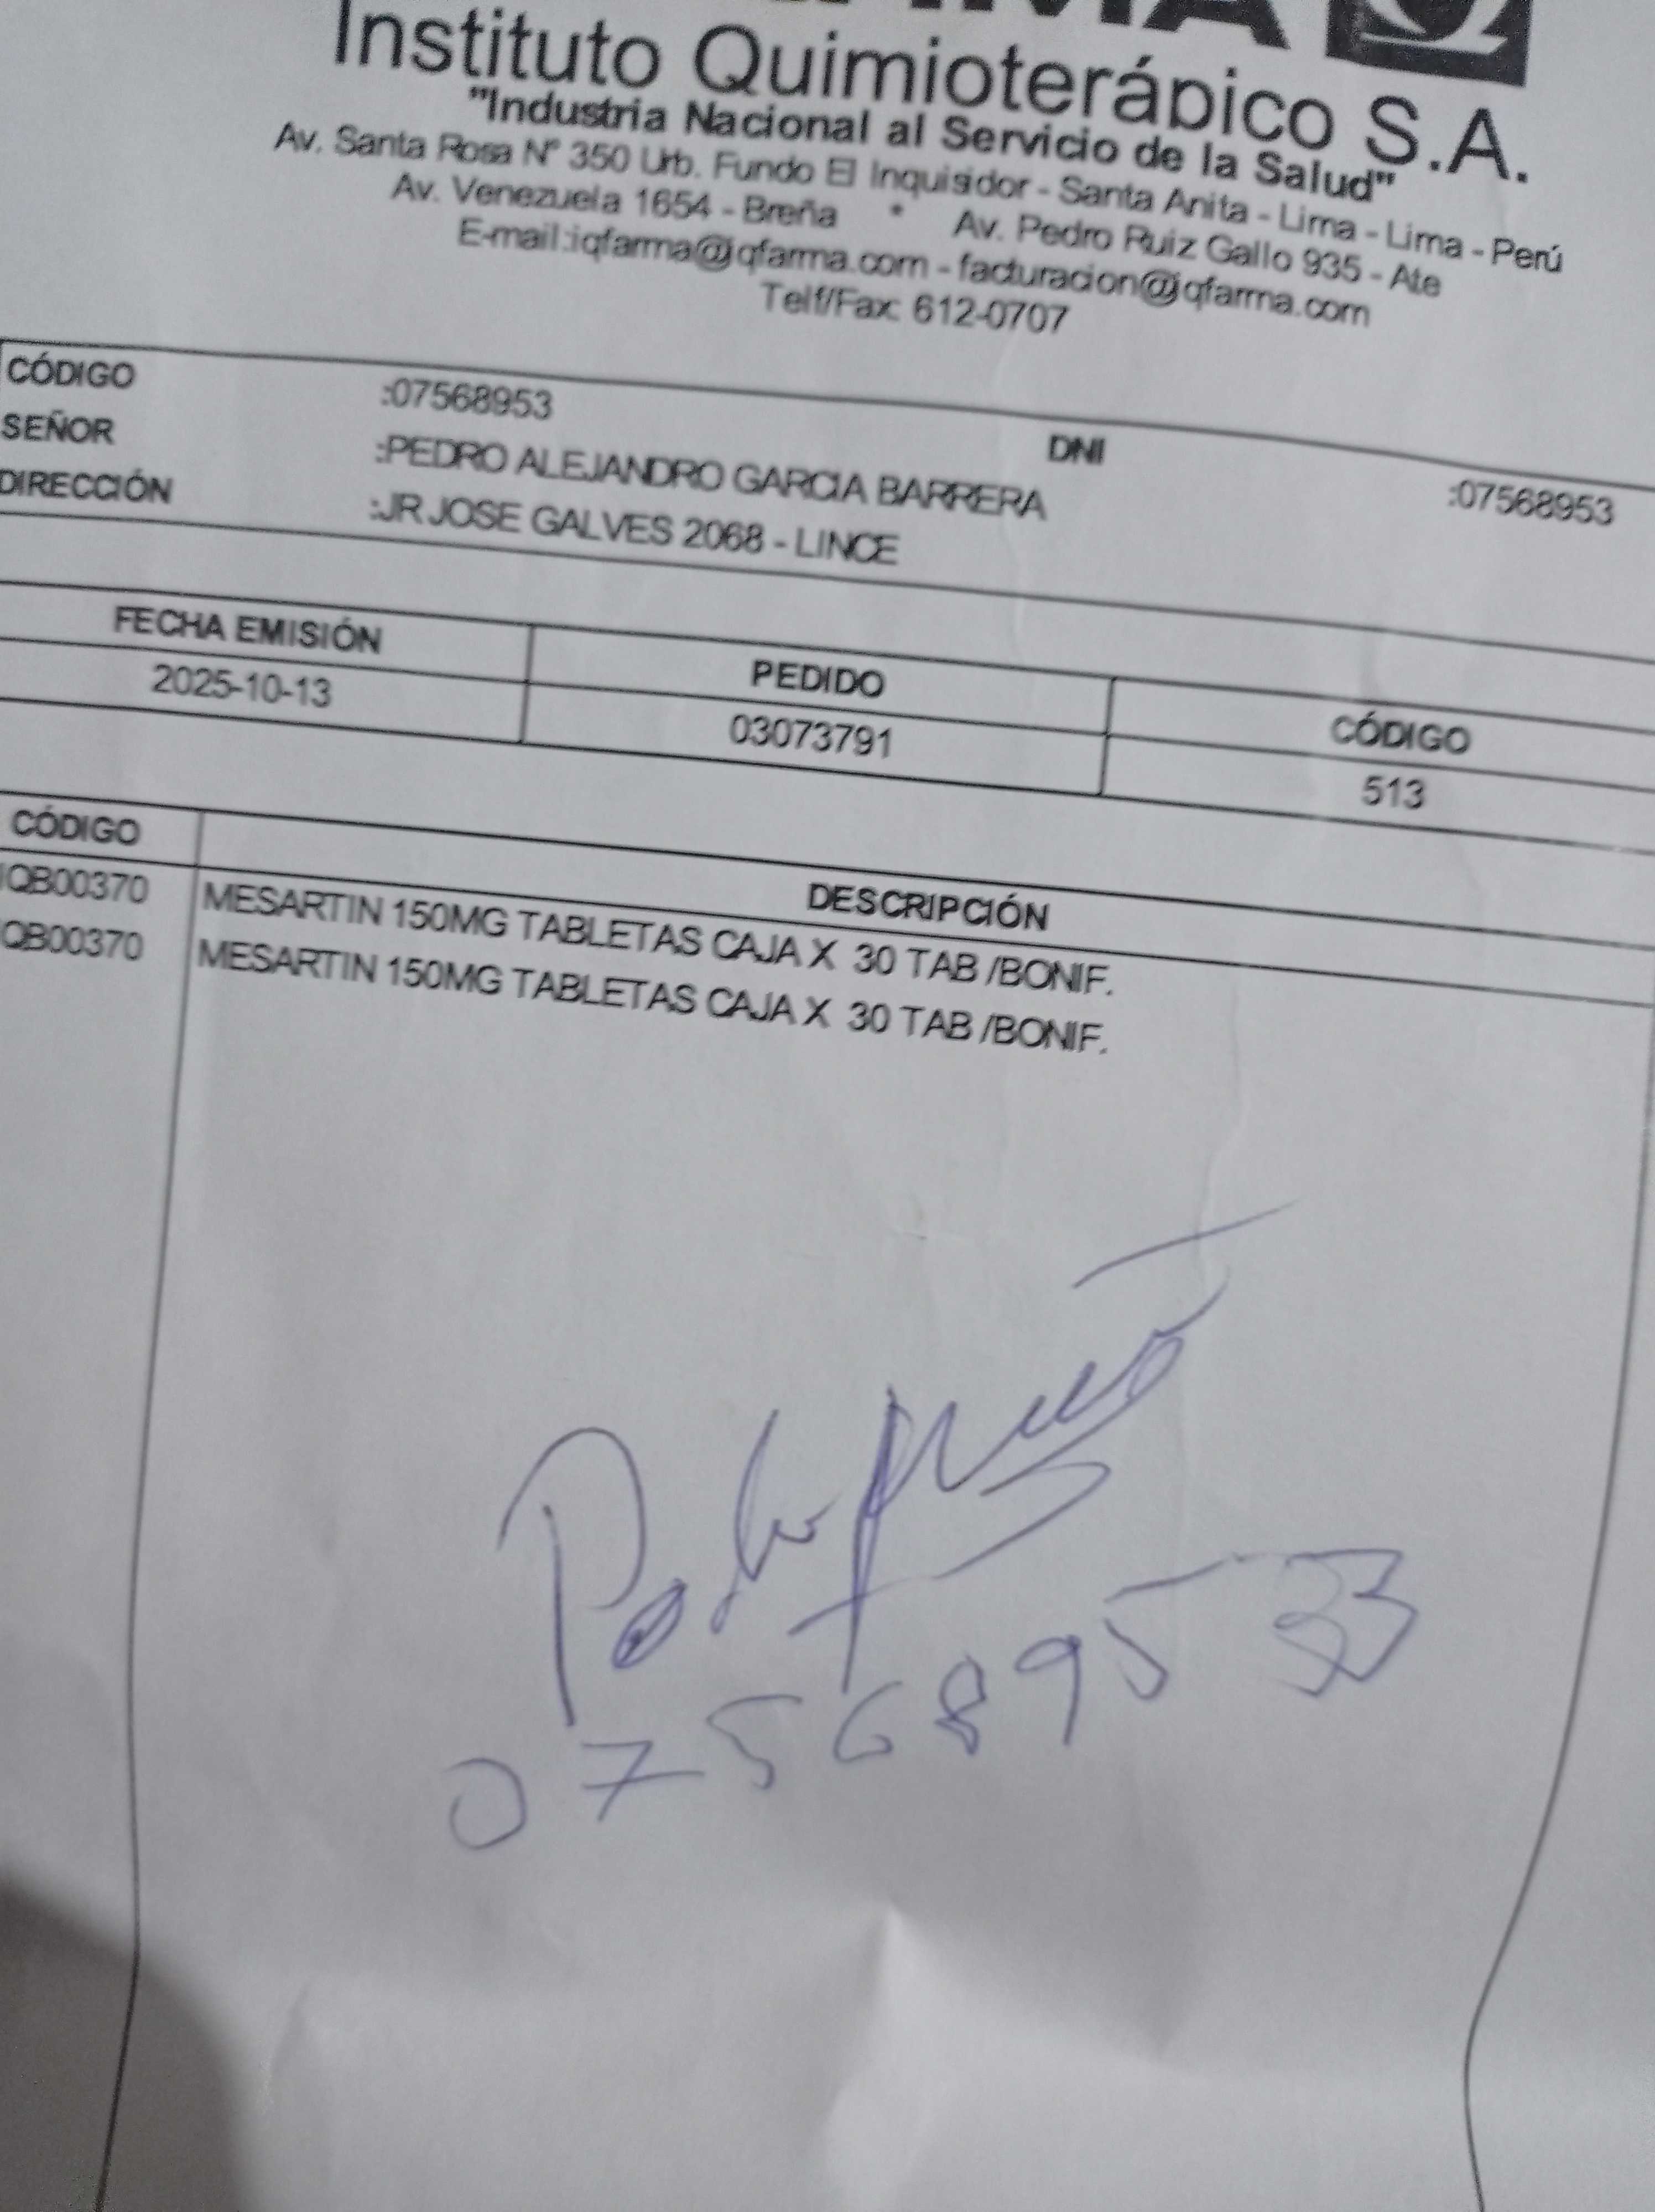 Instituto Quimioterápico S.A.
"Industria Nacional al Servicio de la Salud"
Av. Santa Rosa N° 350 Urb. Fundo El Inquisidor - Santa Anita - Lima - Lima - Perú
Av. Venezuela 1654 - Breña * Av. Pedro Ruiz Gallo 935 - Ate
E-mail:iqfarma@iqfarma.com - facturacion@iqfarma.com
Telf/Fax: 612-0707
CÓDIGO :07568953 DNI :07568953
SEÑOR :PEDRO ALEJANDRO GARCIA BARRERA
DIRECCIÓN :JR JOSE GALVES 2068 - LINCE
FECHA EMISIÓN PEDIDO CÓDIGO
2025-10-13 03073791 513
CÓDIGO DESCRIPCIÓN
IQB00370 MESARTIN 150MG TABLETAS CAJA X 30 TAB /BONIF.
QB00370 MESARTIN 150MG TABLETAS CAJA X 30 TAB /BONIF.
07568953